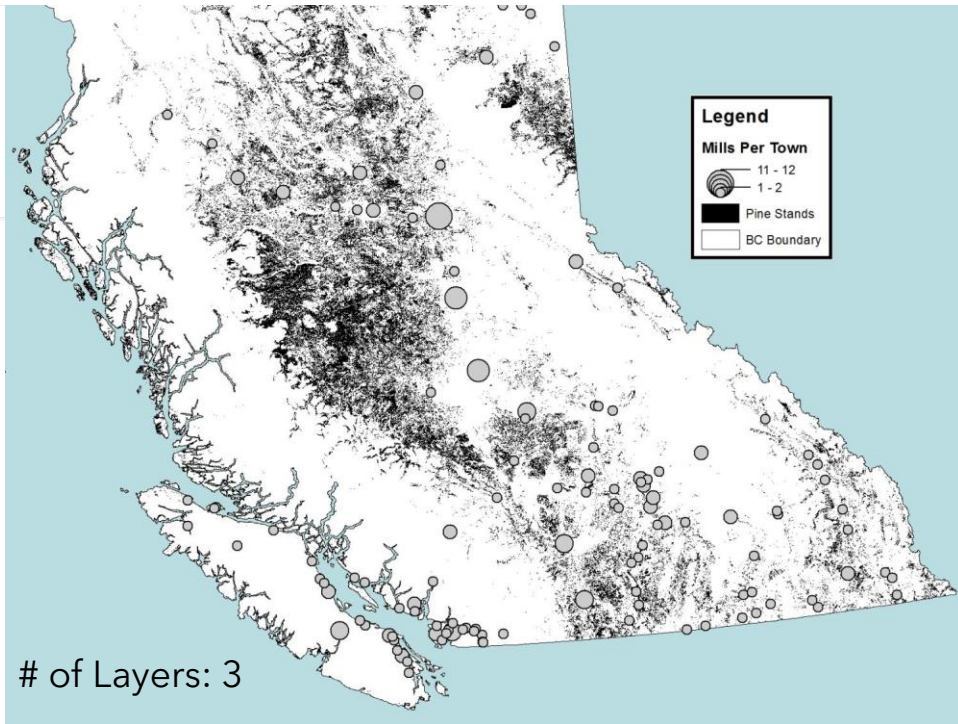 Legend
Mills Per Town
11 - 12
1 - 2
Pine Stands
BC Boundary
# of Layers: 3